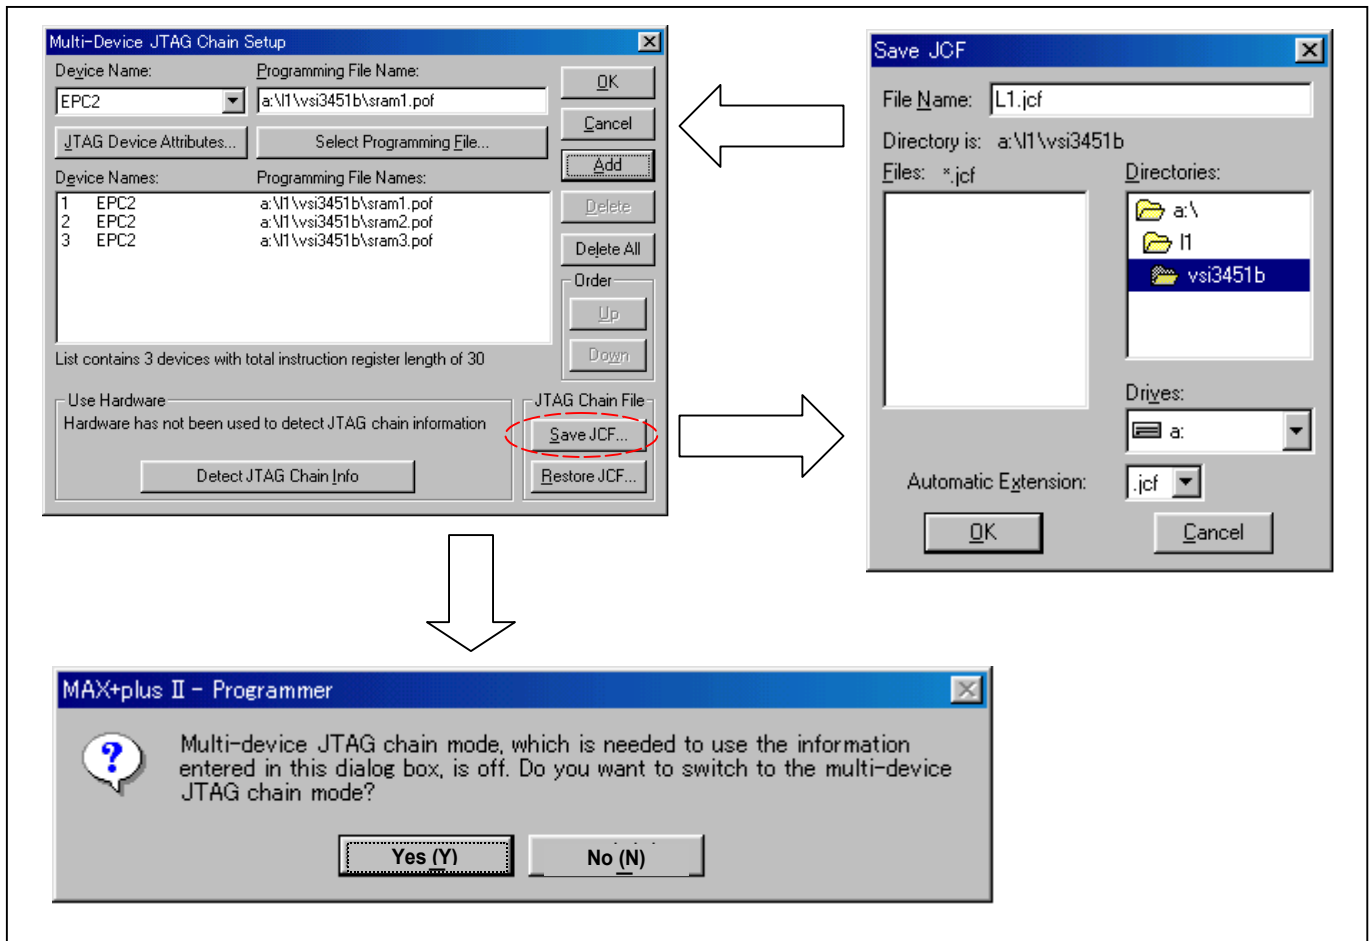 Multi-Device JTAG Chain Setup
Device Name:
Programming File Name:
EPC2
a:\l1\vsi3451b\sram1.pof
OK
Cancel
JTAG Device Attributes...
Select Programming File...
Add
Device Names:
Programming File Names:
1 EPC2 a:\l1\vsi3451b\sram1.pof
2 EPC2 a:\l1\vsi3451b\sram2.pof
3 EPC2 a:\l1\vsi3451b\sram3.pof
Delete
Delete All
Order
Up
Down
List contains 3 devices with total instruction register length of 30
Use Hardware
Hardware has not been used to detect JTAG chain information
Detect JTAG Chain Info
JTAG Chain File
Save JCF...
Restore JCF...
Save JCF
File Name: L1.jcf
Directory is: a:\l1\vsi3451b
Files: *.jcf
Directories:
a:\
l1
vsi3451b
Drives:
a:
Automatic Extension: .jcf
OK
Cancel
MAX+plus II - Programmer
Multi-device JTAG chain mode, which is needed to use the information
entered in this dialog box, is off. Do you want to switch to the multi-device
JTAG chain mode?
Yes (Y)
No (N)